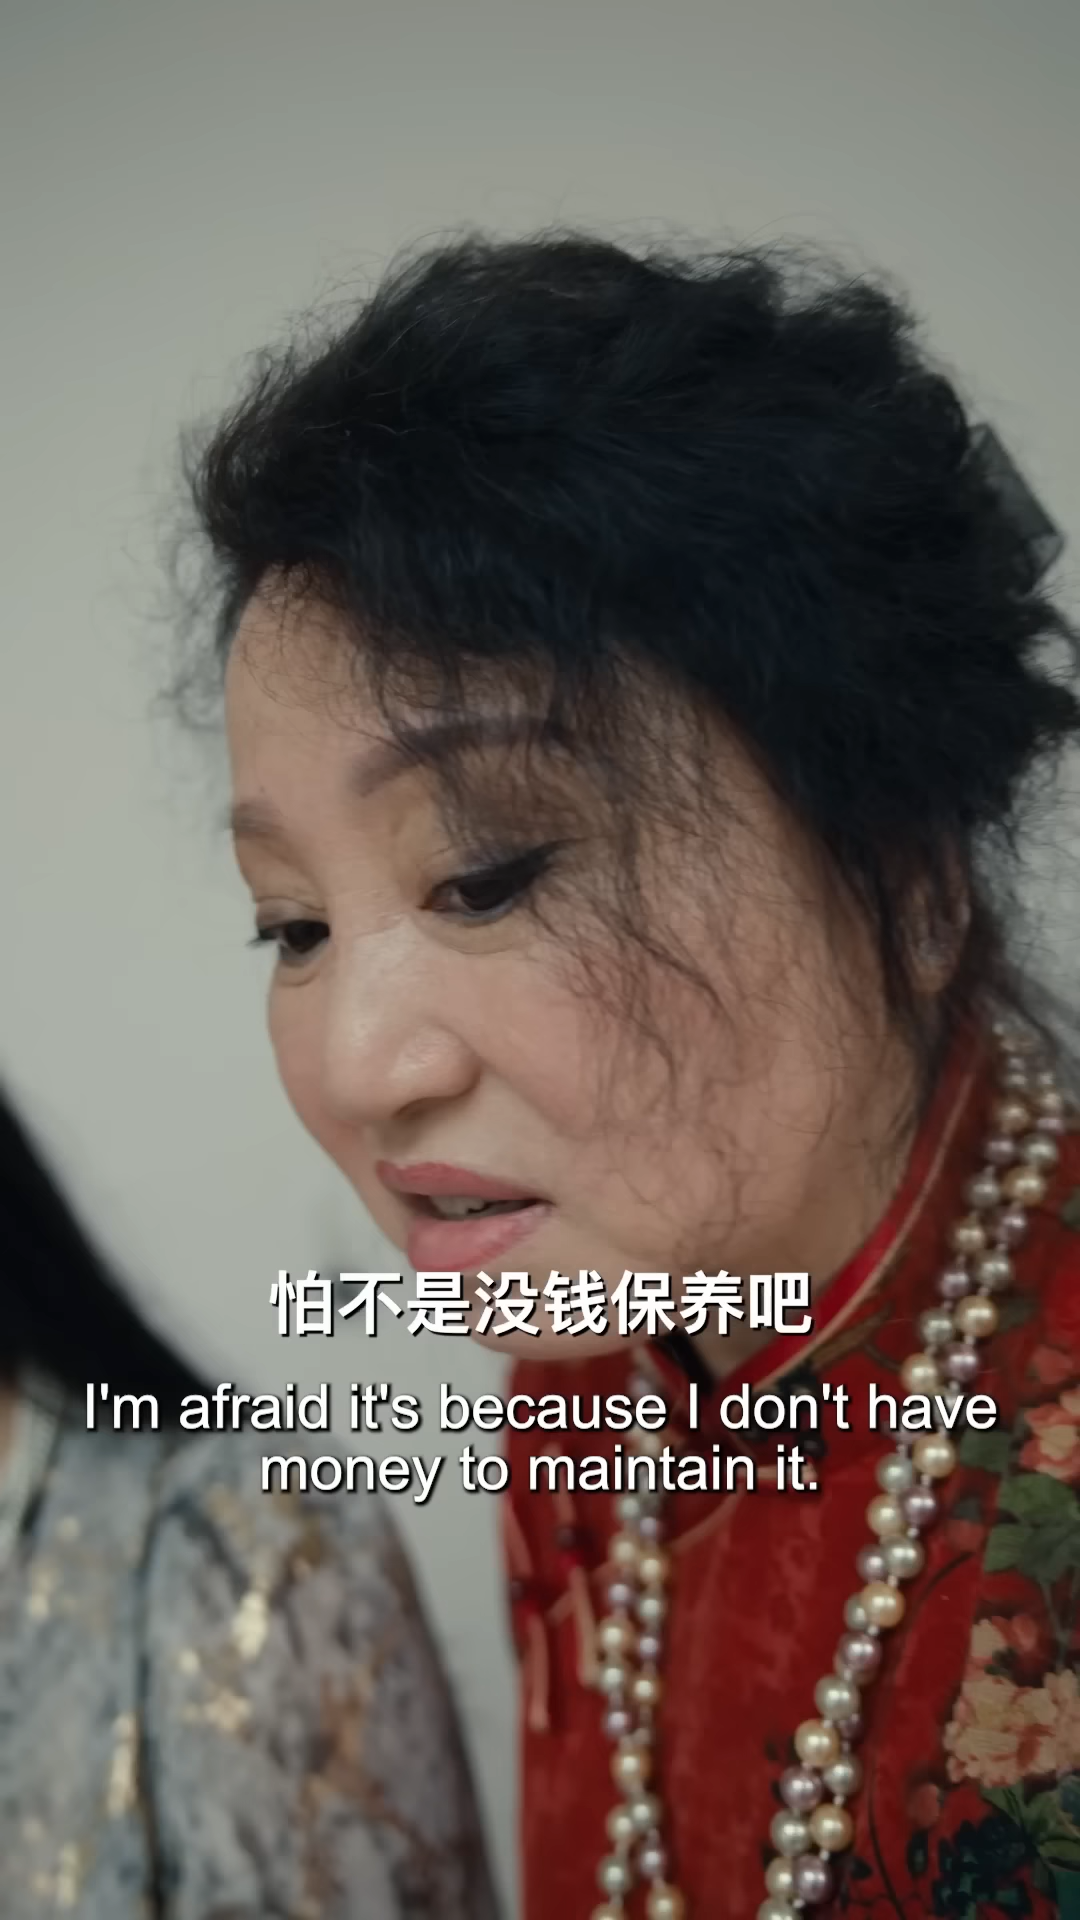 怕不是没钱保养吧
I'm afraid it's because I don't have
money to maintain it.